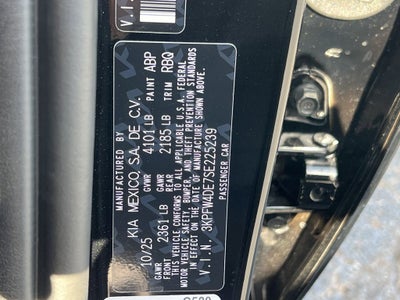 KIA MEXICO, S.A. DE C.V.
10/25 GVWR 4101 LB PAINT ABP
GAWR FRONT 2361 LB GAWR REAR 2185 LB TRIM RBQ
THIS VEHICLE CONFORMS TO ALL APPLICABLE U.S.A. FEDERAL
MOTOR VEHICLE SAFETY, BUMPER, AND THEFT PREVENTION STANDARDS
IN EFFECT ON THE DATE OF MANUFACTURE SHOWN ABOVE.
V.I.N. 3KPFW4DE7SE225239
PASSENGER CAR
V.I.